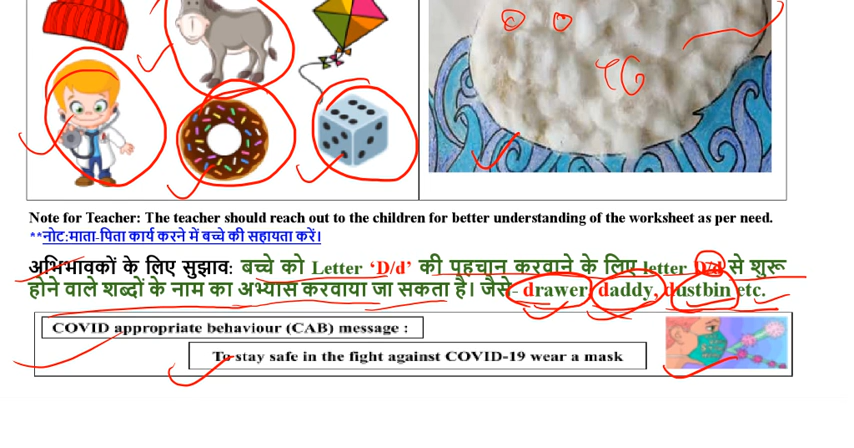 Note for Teacher: The teacher should reach out to the children for better understanding of the worksheet as per need.
**नोट:माता-पिता कार्य करने में बच्चे की सहायता करें।
अभिभावकों के लिए सुझाव: बच्चे को Letter ‘D/d’ की पहचान करवाने के लिए letter D/d से शुरू
होने वाले शब्दों के नाम का अभ्यास करवाया जा सकता है। जैसे- drawer, daddy, dustbin etc.
COVID appropriate behaviour (CAB) message :
To stay safe in the fight against COVID-19 wear a mask